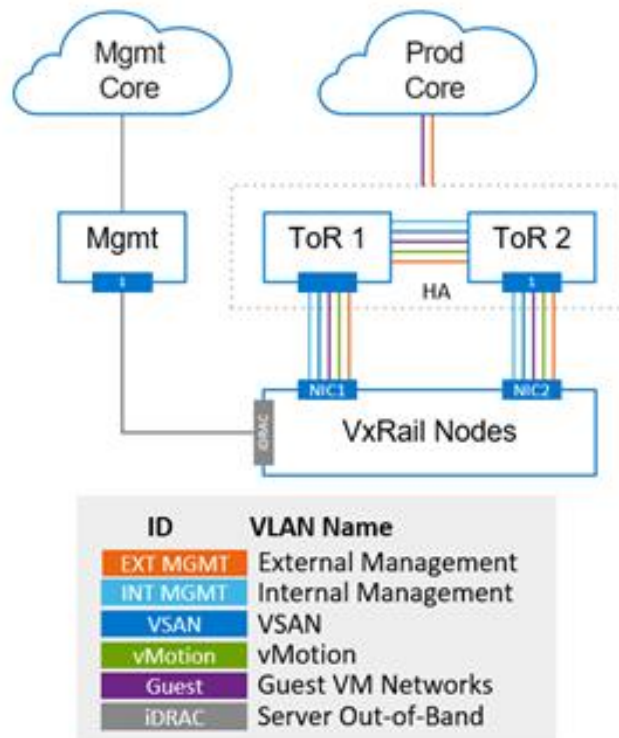 Mgmt
Core
Prod
Core
Mgmt
1
ToR 1
ToR 2
HA
1
NIC1
NIC2
iDRAC
VxRail Nodes
ID VLAN Name
EXT MGMT External Management
INT MGMT Internal Management
VSAN VSAN
vMotion vMotion
Guest Guest VM Networks
iDRAC Server Out-of-Band